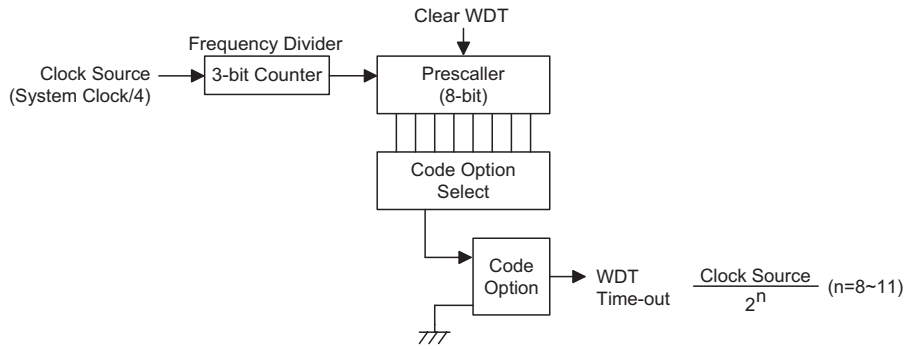 Clear WDT
Frequency Divider
Clock Source
(System Clock/4)
3-bit Counter
Prescaller
(8-bit)
Code Option
Select
Code
Option
WDT
Time-out
Clock Source
2^n
(n=8~11)